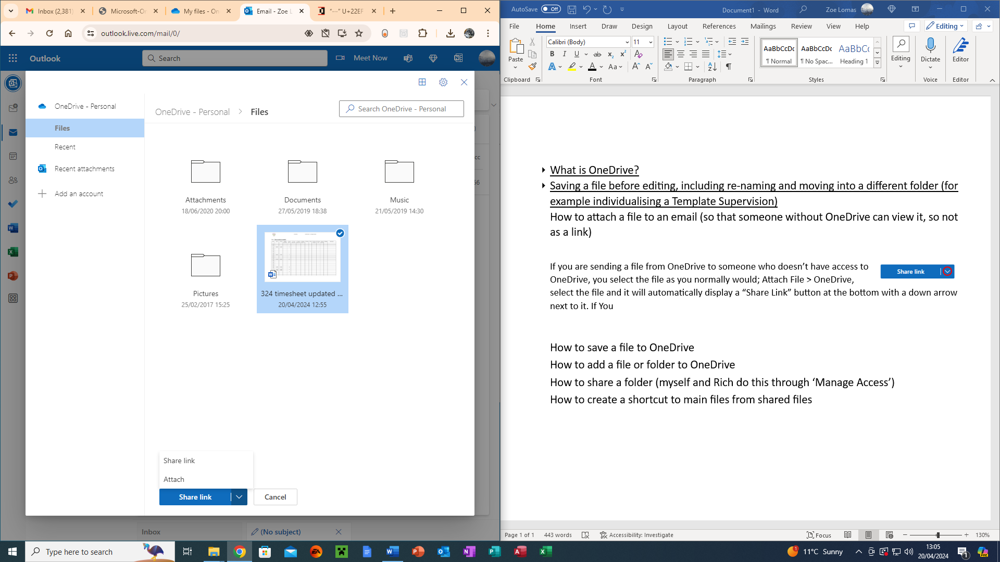 Inbox (2,381)
Microsoft-Or
My files - On
Email - Zoe L
"⋯" U+22EF
outlook.live.com/mail/0/
Outlook
Search
Meet Now
OneDrive - Personal
Files
Recent
Recent attachments
Add an account
OneDrive - Personal > Files
Search OneDrive - Personal
Attachments
18/06/2020 20:00
Documents
27/05/2019 18:38
Music
21/05/2019 14:30
Pictures
25/02/2017 15:25
324 timesheet updated ...
20/04/2024 12:55
Share link
Attach
Share link
Cancel
cc
56
Inbox
(No subject)
AutoSave Off
Document1 - Word
Zoe Lomas
File Home Insert Draw Design Layout References Mailings Review View Help
Editing
Paste
Calibri (Body) 11
B I U ab x₂ x²
A A Aa A A
AaBbCcDc AaBbCcDc AaBbC
¶ Normal ¶ No Spac... Heading 1
Editing
Dictate
Editor
Clipboard Font Paragraph Styles Voice Editor
What is OneDrive?
Saving a file before editing, including re-naming and moving into a different folder (for
example individualising a Template Supervision)
How to attach a file to an email (so that someone without OneDrive can view it, so not
as a link)
If you are sending a file from OneDrive to someone who doesn’t have access to
Share link
OneDrive, you select the file as you normally would; Attach File > OneDrive,
select the file and it will automatically display a “Share Link” button at the bottom with a down arrow
next to it. If You
How to save a file to OneDrive
How to add a file or folder to OneDrive
How to share a folder (myself and Rich do this through ‘Manage Access’)
How to create a shortcut to main files from shared files
Page 1 of 1 443 words Accessibility: Investigate Focus 130%
Type here to search
11°C Sunny
13:05
20/04/2024